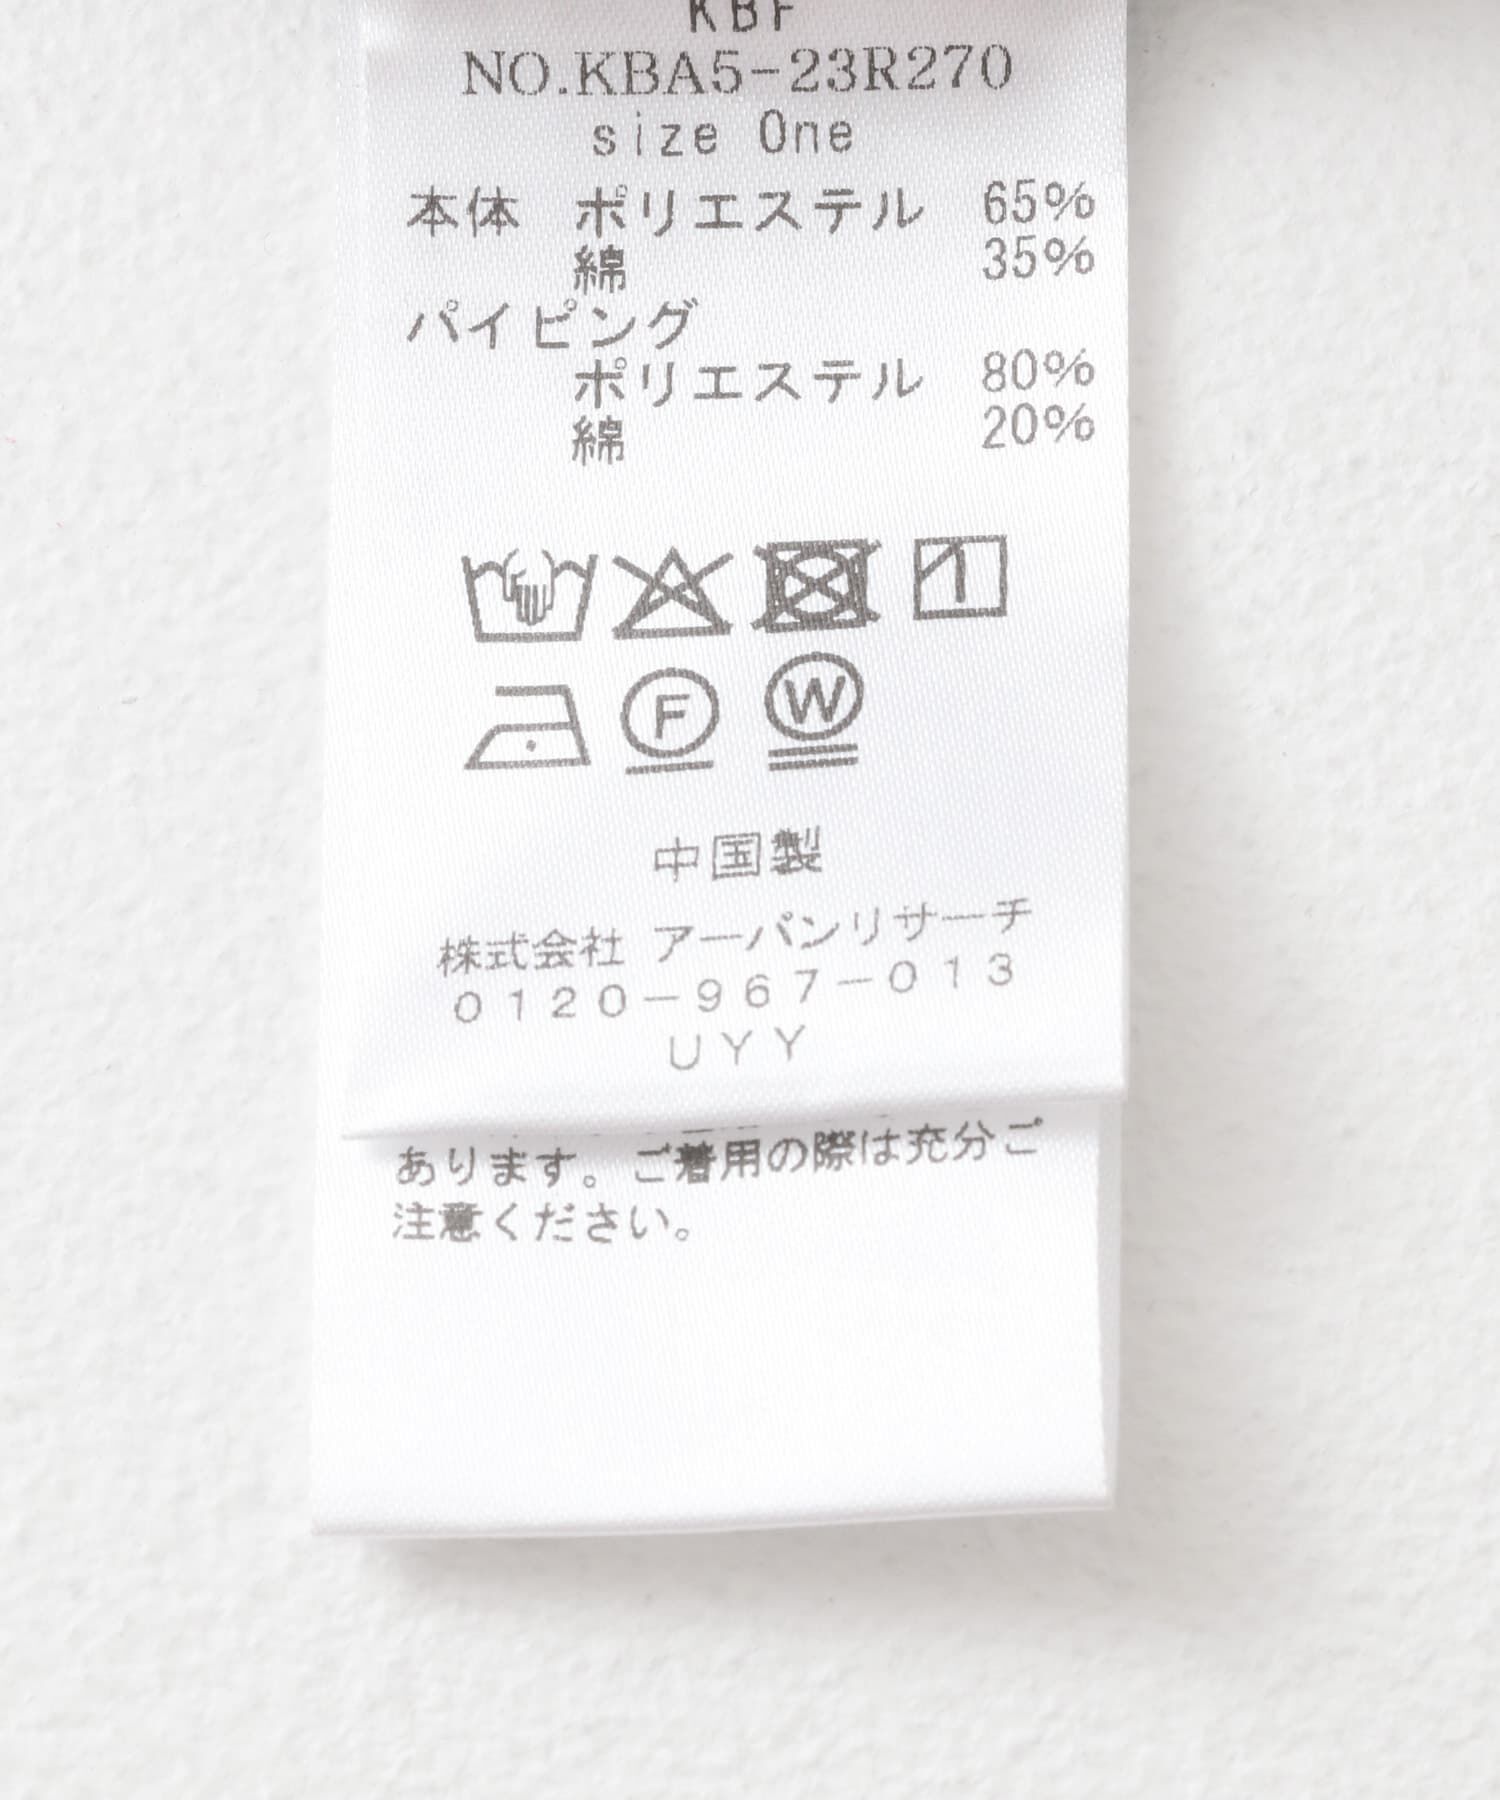 KBF
NO.KBA5-23R270
size One
本体 ポリエステル 65%
綿 35%
パイピング
ポリエステル 80%
綿 20%
F
W
中国製
株式会社 アーバンリサーチ
0120-967-013
UYY
あります。ご着用の際は充分ご
注意ください。